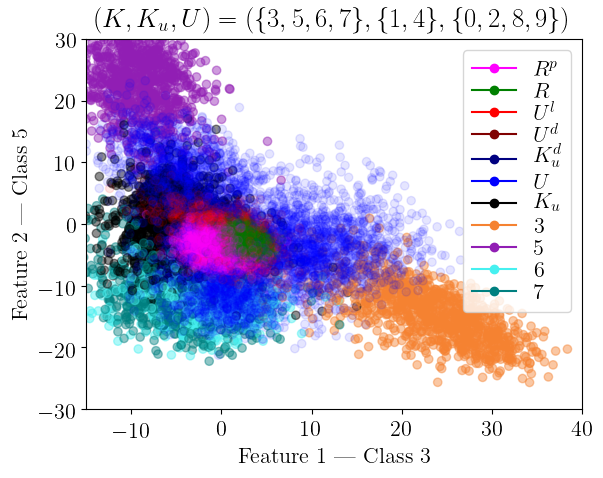 (K, K_u, U) = ({3, 5, 6, 7}, {1, 4}, {0, 2, 8, 9})
30
20
10
0
−10
−20
−30
Feature 2 — Class 5
R^p
R
U^l
U^d
K_u^d
U
K_u
3
5
6
7
−10
0
10
20
30
40
Feature 1 — Class 3